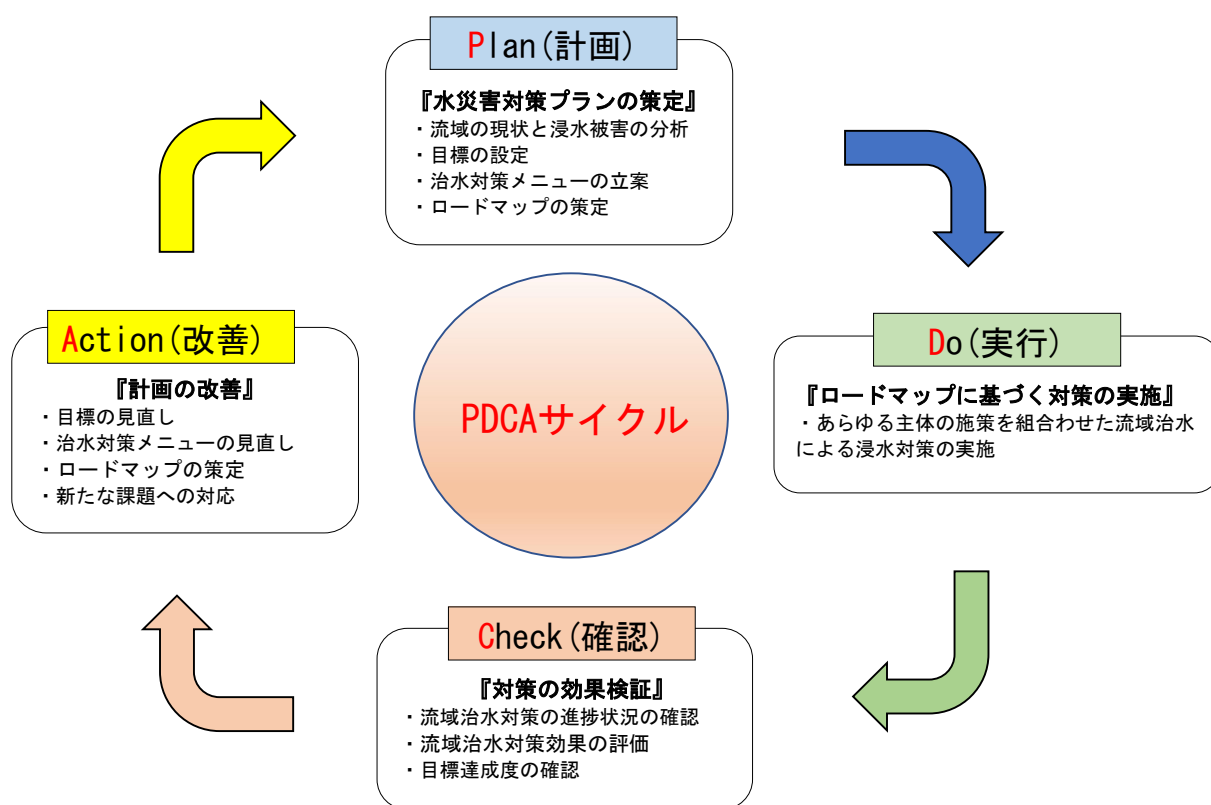 Plan(計画)
『水災害対策プランの策定』
・流域の現状と浸水被害の分析
・目標の設定
・治水対策メニューの立案
・ロードマップの策定
Do(実行)
『ロードマップに基づく対策の実施』
・あらゆる主体の施策を組合わせた流域治水
による浸水対策の実施
Check(確認)
『対策の効果検証』
・流域治水対策の進捗状況の確認
・流域治水対策効果の評価
・目標達成度の確認
Action(改善)
『計画の改善』
・目標の見直し
・治水対策メニューの見直し
・ロードマップの策定
・新たな課題への対応
PDCAサイクル